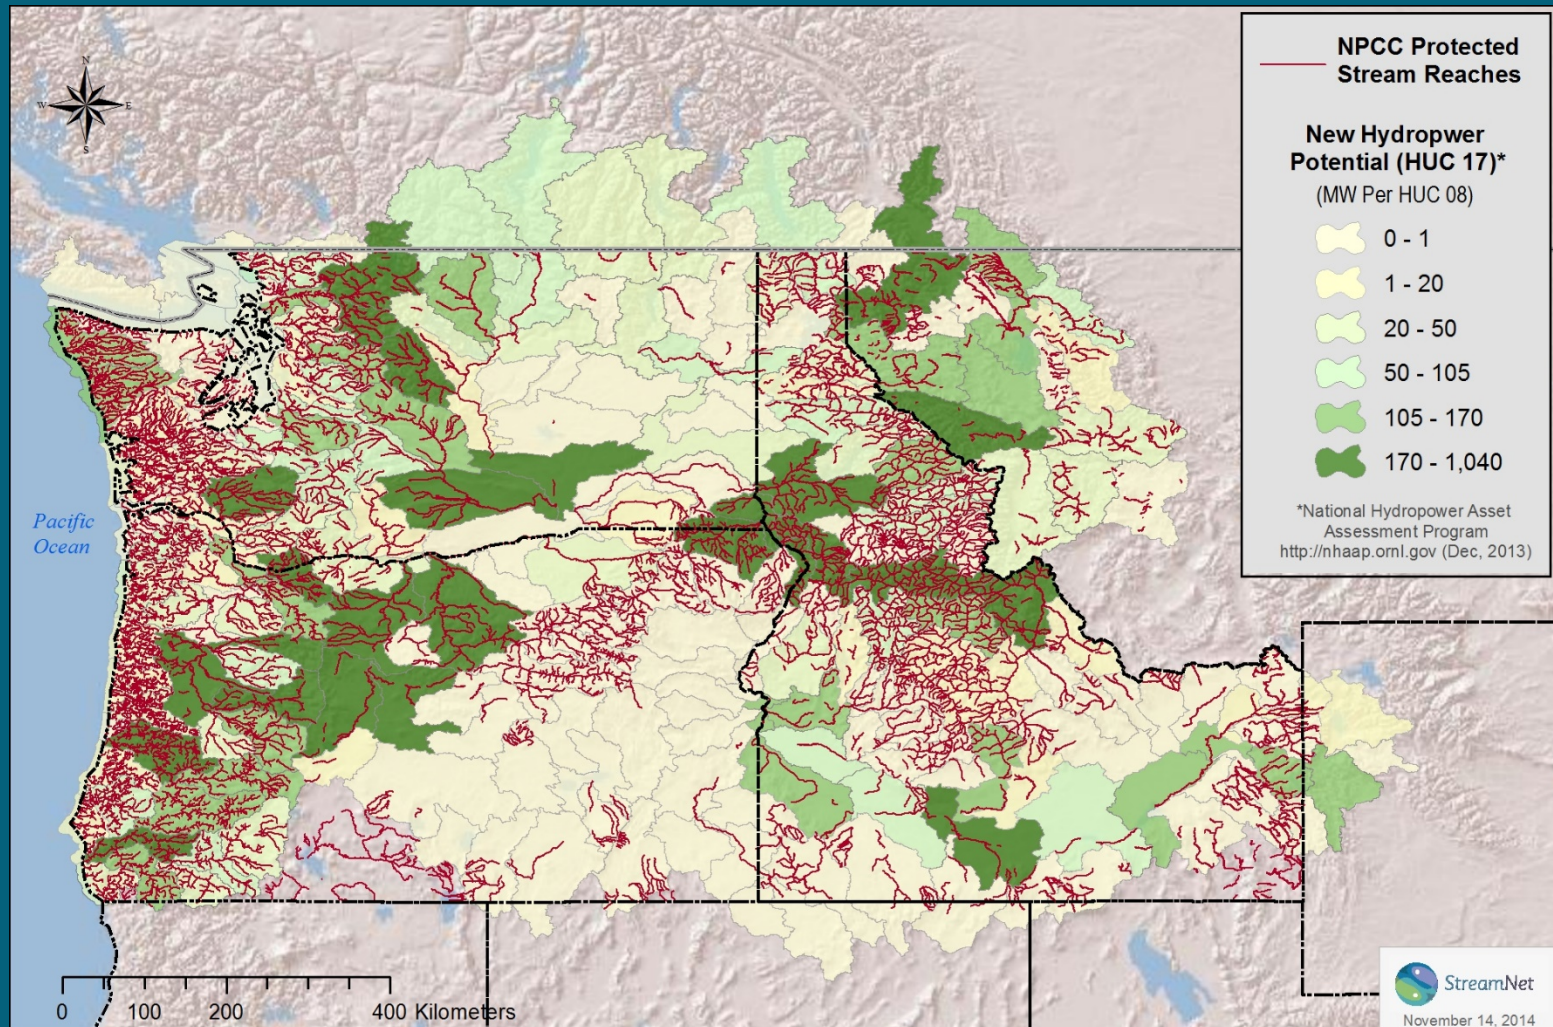 N
W
E
S
Pacific
Ocean
0
100
200
400 Kilometers
NPCC Protected
Stream Reaches
New Hydropwer
Potential (HUC 17)*
(MW Per HUC 08)
0 - 1
1 - 20
20 - 50
50 - 105
105 - 170
170 - 1,040
*National Hydropower Asset
Assessment Program
http://nhaap.ornl.gov (Dec, 2013)
StreamNet
November 14, 2014